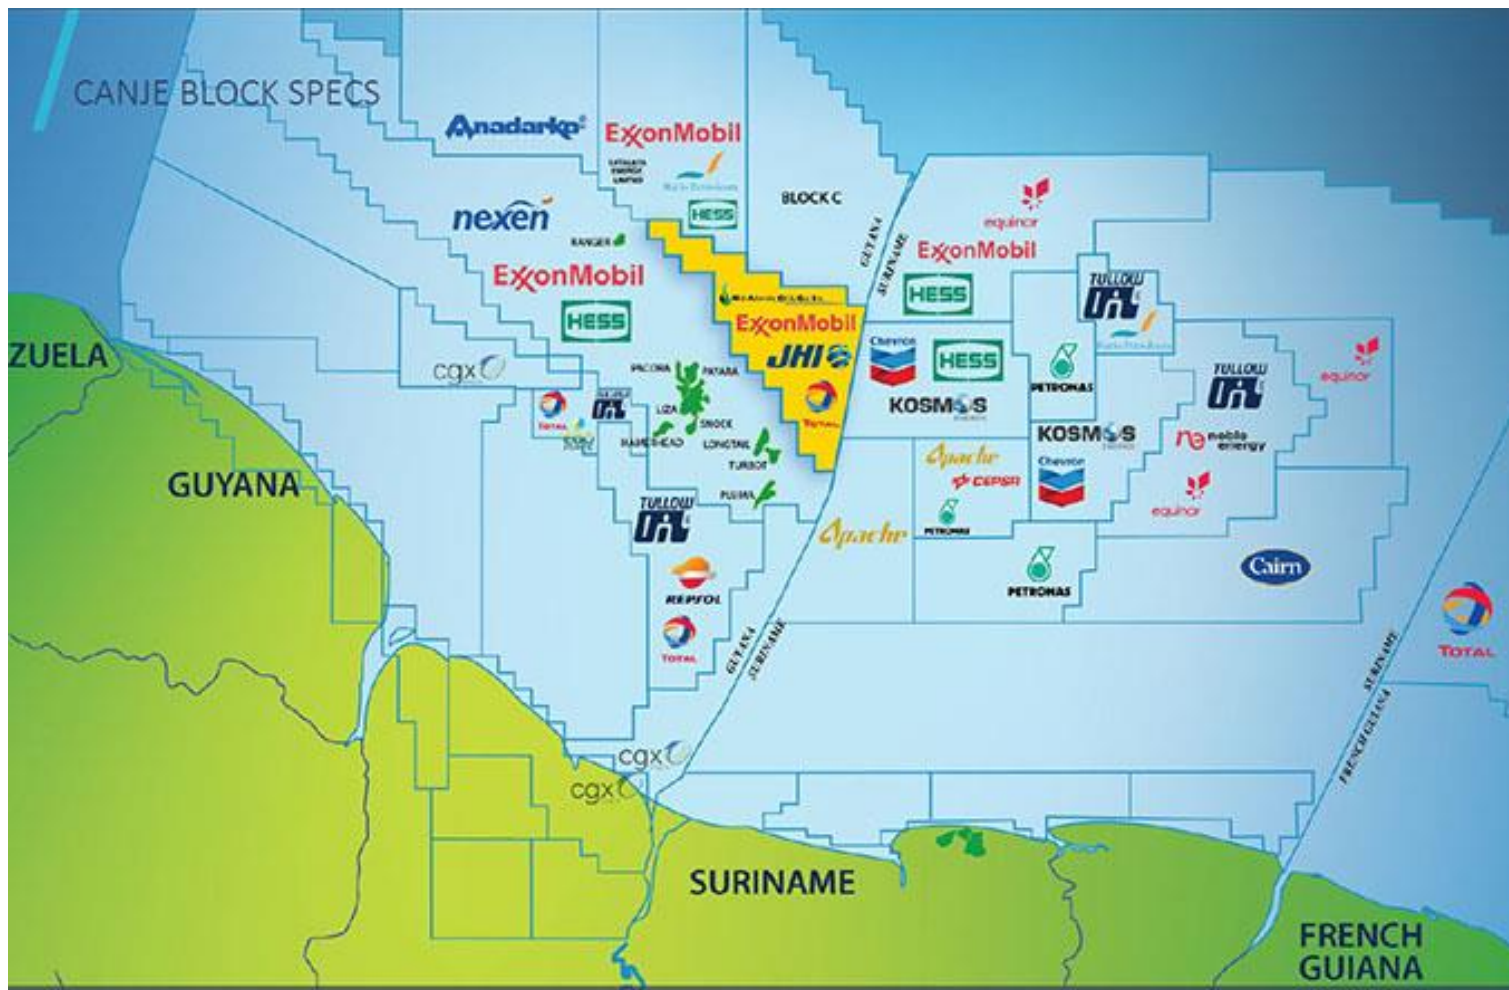 CANJE BLOCK SPECS
Anadarko
ExxonMobil
HESS
BLOCK C
nexen
RANGER
ExxonMobil
HESS
GUYANA
SURINAME
equinor
ExxonMobil
HESS
TULLOW
OIL
ExxonMobil
JHI
TOTAL
Chevron
HESS
KOSMOS
PETRONAS
KOSMOS
Chevron
TULLOW
OIL
noble
energy
equinor
equinor
ZUELA
cgx
TOTAL
PACORA
PAYARA
LIZA
SNOEK
HAMMERHEAD
LONGTAIL
TURBOT
PLUMA
GUYANA
TULLOW
OIL
REPSOL
TOTAL
Apache
Apache
CEPSA
PETRONAS
PETRONAS
Cairn
TOTAL
GUYANA
SURINAME
SURINAME
FRENCH GUIANA
cgx
cgx
SURINAME
FRENCH
GUIANA